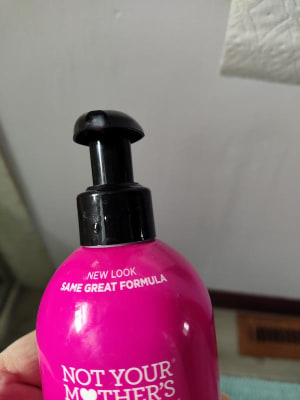 NEW LOOK
SAME GREAT FORMULA
NOT YOUR
MOTHER'S